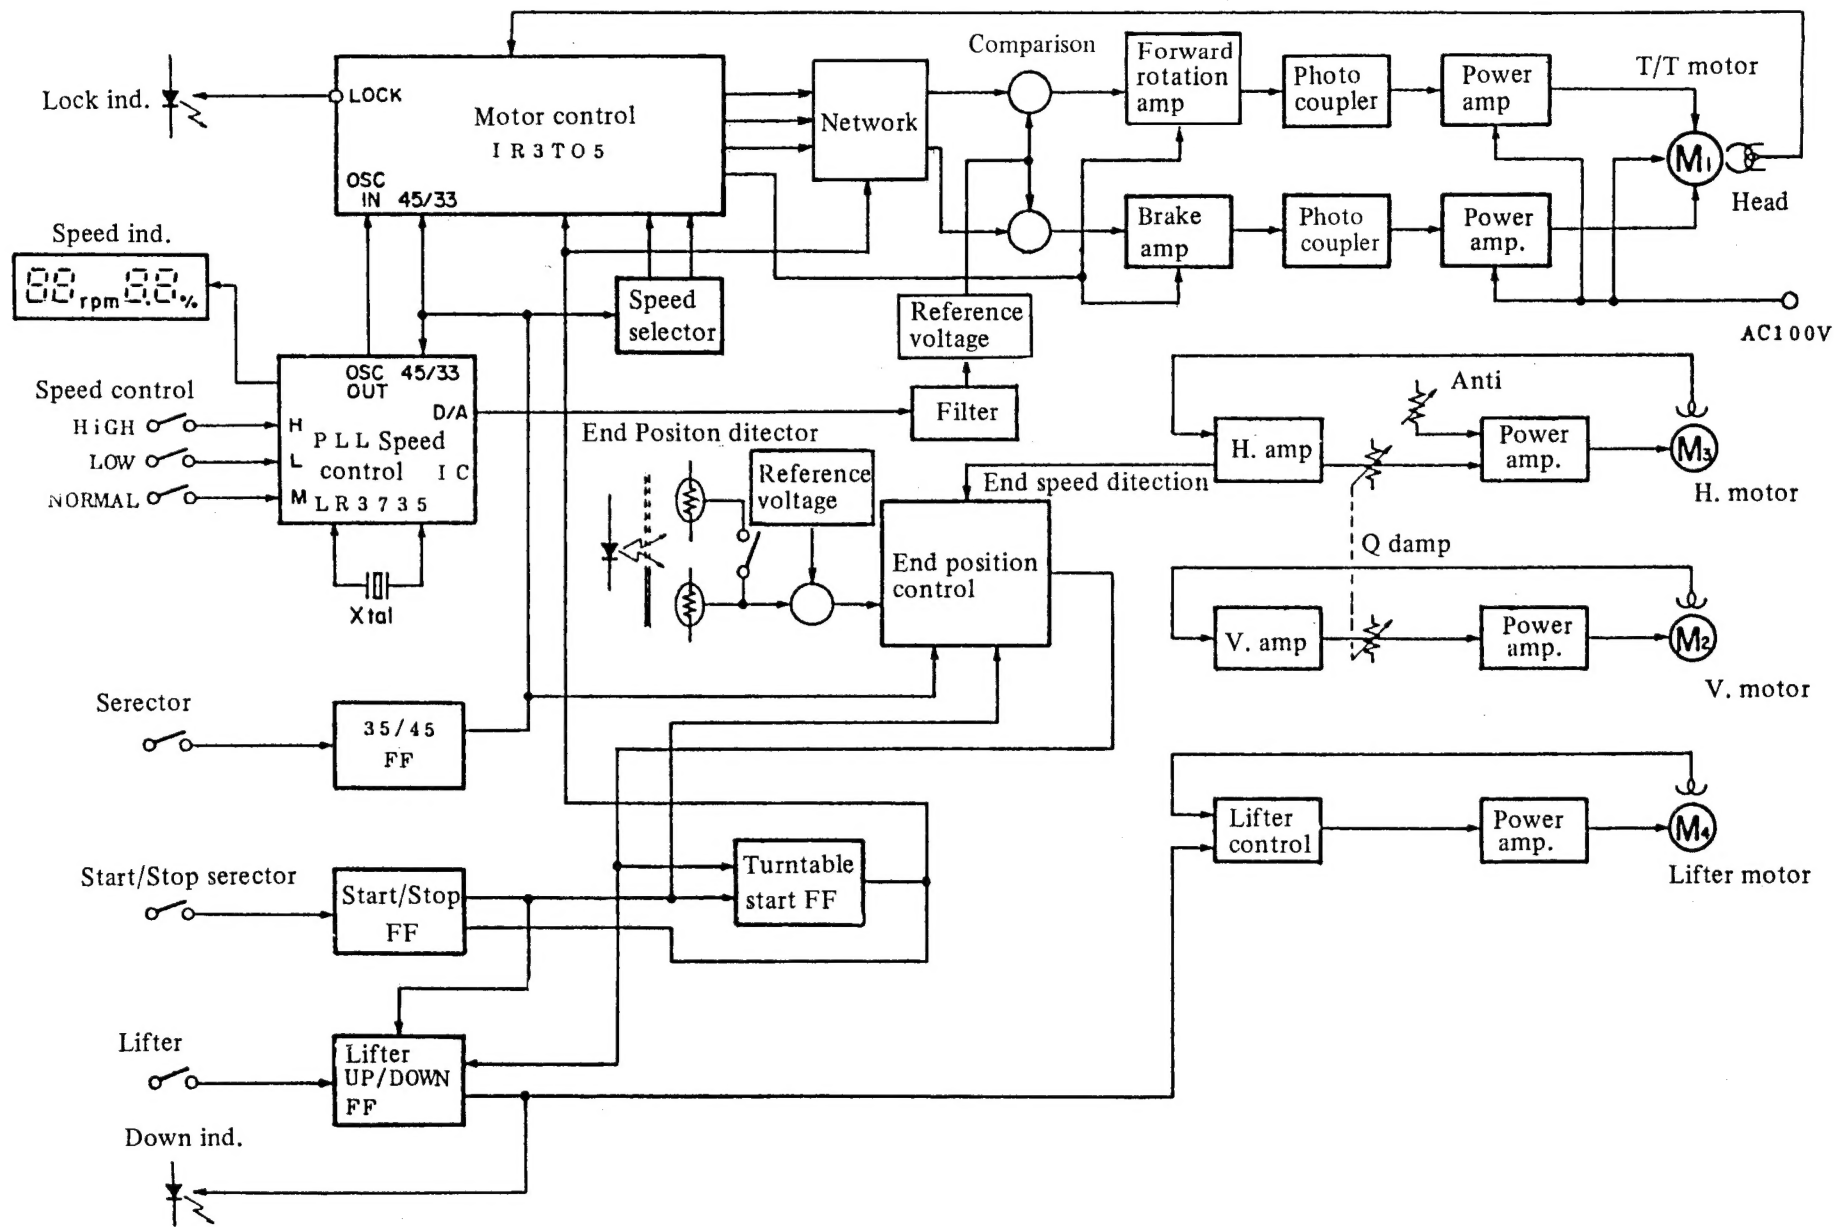 Lock ind.
LOCK
Motor control
IR3TO5
OSC
IN
45/33
Network
Comparison
Forward
rotation
amp
Photo
coupler
Power
amp
T/T motor
M1
Head
Brake
amp
Photo
coupler
Power
amp.
AC100V
Speed ind.
88 rpm 8.8 %
Speed
selector
Reference
voltage
Filter
Speed control
HiGH
LOW
NORMAL
OSC
OUT
45/33
D/A
H
L
M
PLL Speed
control IC
LR3735
Xtal
End Positon ditector
Reference
voltage
End speed ditection
End position
control
Anti
H. amp
Power
amp.
M3
H. motor
Q damp
V. amp
Power
amp.
M2
V. motor
Serector
35/45
FF
Start/Stop serector
Start/Stop
FF
Turntable
start FF
Lifter
control
Power
amp.
M4
Lifter motor
Lifter
Lifter
UP/DOWN
FF
Down ind.